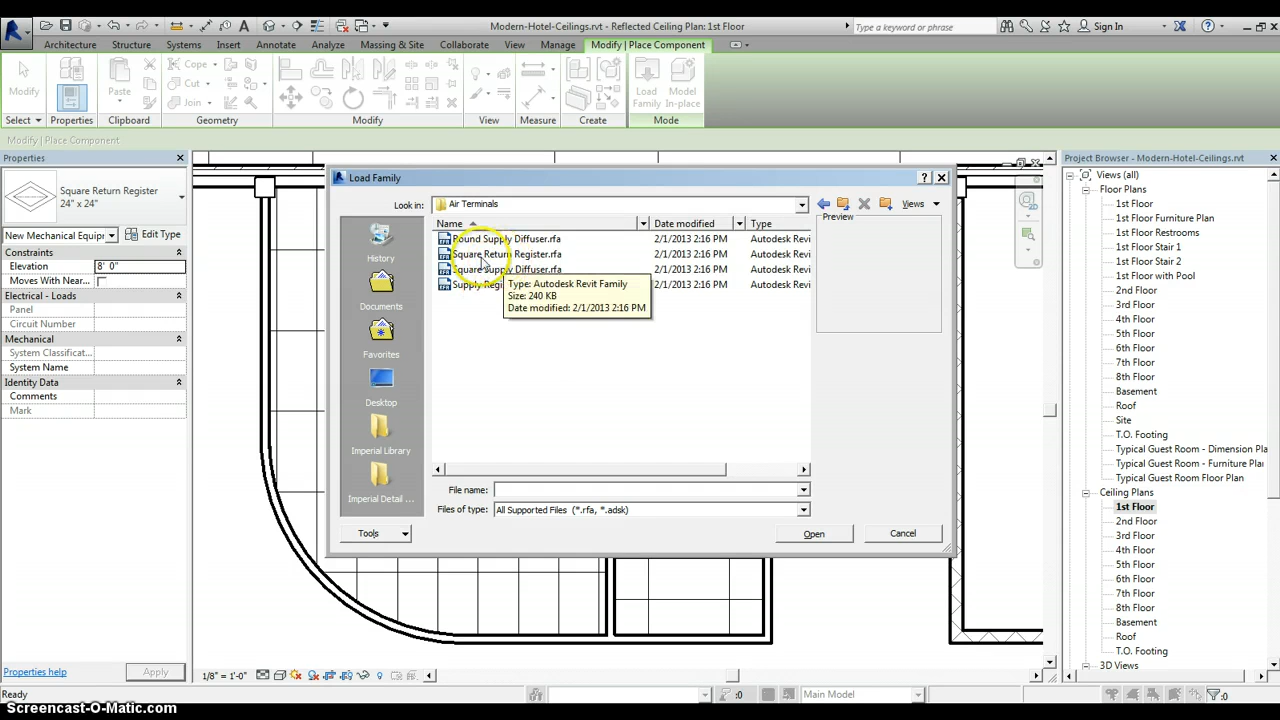 Modern-Hotel-Ceilings.rvt - Reflected Ceiling Plan: 1st Floor
Type a keyword or phrase
Sign In
Architecture Structure Systems Insert Annotate Analyze Massing & Site Collaborate View Manage Modify | Place Component
Cope
Cut
Join
Modify
Paste
Load
Family
Model
In-place
Select Properties Clipboard Geometry Modify View Measure Create Mode
Modify | Place Component
Properties
Square Return Register
24" x 24"
New Mechanical Equip
Edit Type
Constraints
Elevation 8' 0"
Moves With Near...
Electrical - Loads
Panel
Circuit Number
Mechanical
System Classificat...
System Name
Identity Data
Comments
Mark
Properties help
Apply
Load Family
Look in: Air Terminals
Views
Name Date modified Type
Round Supply Diffuser.rfa 2/1/2013 2:16 PM Autodesk Revi
Square Return Register.rfa 2/1/2013 2:16 PM Autodesk Revi
Square Supply Diffuser.rfa 2/1/2013 2:16 PM Autodesk Revi
Supply Regi 2/1/2013 2:16 PM Autodesk Revi
Type: Autodesk Revit Family
Size: 240 KB
Date modified: 2/1/2013 2:16 PM
Preview
History
Documents
Favorites
Desktop
Imperial Library
Imperial Detail ...
File name:
Files of type: All Supported Files (*.rfa, *.adsk)
Tools
Open
Cancel
Project Browser - Modern-Hotel-Ceilings.rvt
Views (all)
Floor Plans
1st Floor
1st Floor Furniture Plan
1st Floor Restrooms
1st Floor Stair 1
1st Floor Stair 2
1st Floor with Pool
2nd Floor
3rd Floor
4th Floor
5th Floor
6th Floor
7th Floor
8th Floor
Basement
Roof
Site
T.O. Footing
Typical Guest Room - Dimension Plan
Typical Guest Room - Furniture Plan
Typical Guest Room Floor Plan
Ceiling Plans
1st Floor
2nd Floor
3rd Floor
4th Floor
5th Floor
6th Floor
7th Floor
8th Floor
Basement
Roof
T.O. Footing
3D Views
1/8" = 1'-0"
Ready
:0
Main Model
:0
Screencast-O-Matic.com